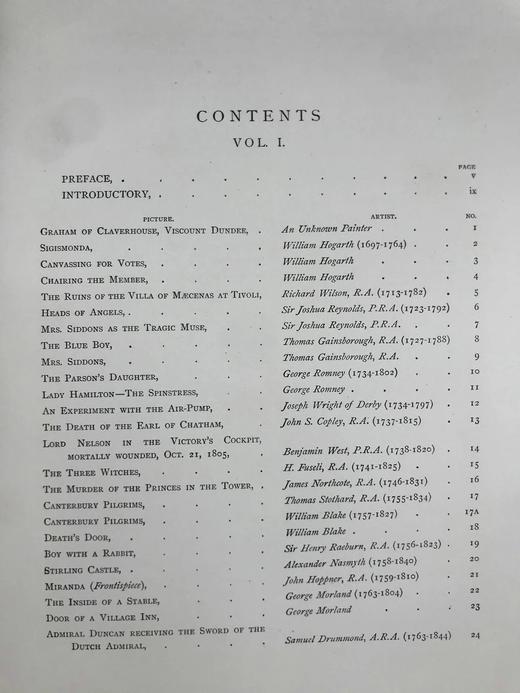 CONTENTS
VOL. I.
PAGE
PREFACE, . . . . . . . . . . . v
INTRODUCTORY, . . . . . . . . . . ix
PICTURE. ARTIST. NO.
GRAHAM OF CLAVERHOUSE, VISCOUNT DUNDEE, . An Unknown Painter . . . 1
SIGISMONDA, . . . . . William Hogarth (1697-1764) . . 2
CANVASSING FOR VOTES, . . . . William Hogarth . . . 3
CHAIRING THE MEMBER, . . . . William Hogarth . . . 4
THE RUINS OF THE VILLA OF MÆCENAS AT TIVOLI, Richard Wilson, R.A. (1713-1782) . 5
HEADS OF ANGELS, . . . . . Sir Joshua Reynolds, P.R.A. (1723-1792) 6
MRS. SIDDONS AS THE TRAGIC MUSE, . . Sir Joshua Reynolds, P.R.A. . . 7
THE BLUE BOY, . . . . . Thomas Gainsborough, R.A. (1727-1788) 8
MRS. SIDDONS, . . . . . Thomas Gainsborough, R.A. . . 9
THE PARSON'S DAUGHTER, . . . George Romney (1734-1802) . . 10
LADY HAMILTON—THE SPINSTRESS, . . George Romney . . . . 11
AN EXPERIMENT WITH THE AIR-PUMP, . . Joseph Wright of Derby (1734-1797) . 12
THE DEATH OF THE EARL OF CHATHAM, . John S. Copley, R.A. (1737-1815) . 13
LORD NELSON IN THE VICTORY'S COCKPIT,
MORTALLY WOUNDED, OCT. 21, 1805, . . Benjamin West, P.R.A. (1738-1820) . 14
THE THREE WITCHES, . . . . H. Fuseli, R.A. (1741-1825) . . 15
THE MURDER OF THE PRINCES IN THE TOWER, . James Northcote, R.A. (1746-1831) . 16
CANTERBURY PILGRIMS, . . . . Thomas Stothard, R.A. (1755-1834) . 17
CANTERBURY PILGRIMS, . . . . William Blake (1757-1827) . . 17A
DEATH'S DOOR, . . . . . William Blake . . . . 18
BOY WITH A RABBIT, . . . . Sir Henry Raeburn, R.A. (1756-1823) . 19
STIRLING CASTLE, . . . . . Alexander Nasmyth (1758-1840) . 20
MIRANDA (Frontispiece), . . . . John Hoppner, R.A. (1759-1810) . 21
THE INSIDE OF A STABLE, . . . George Morland (1763-1804) . . 22
DOOR OF A VILLAGE INN, . . . George Morland . . . 23
ADMIRAL DUNCAN RECEIVING THE SWORD OF THE
DUTCH ADMIRAL, . . . . Samuel Drummond, A.R.A. (1763-1844) 24